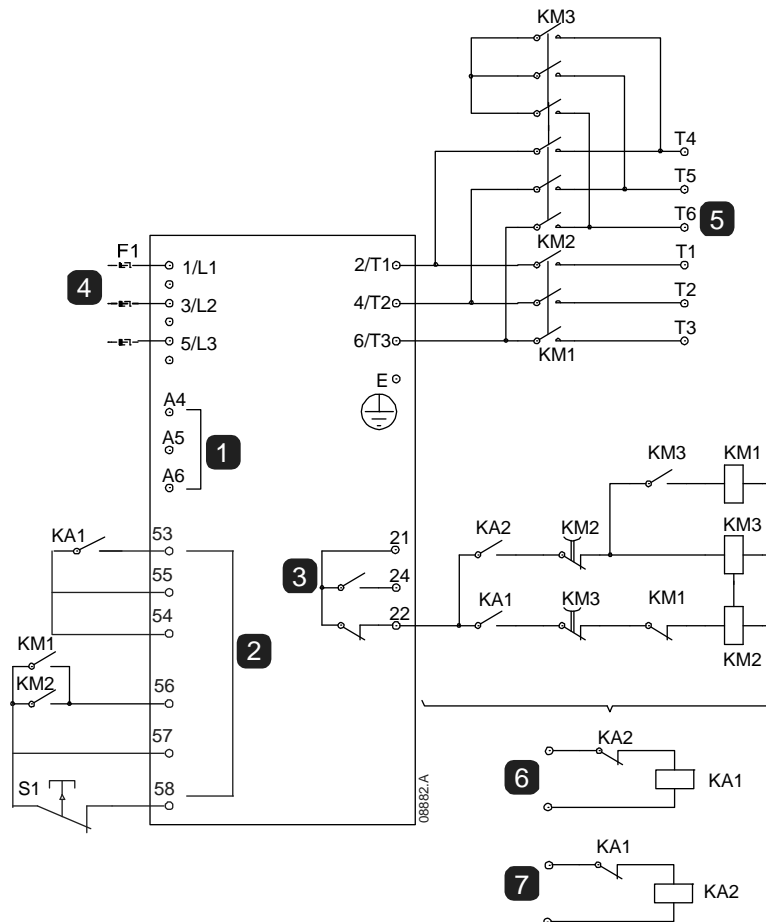 KM3
T4
T5
T6
5
F1
1/L1
2/T1
KM2
T1
4
3/L2
4/T2
T2
5/L3
6/T3
KM1
T3
E
A4
A5
1
A6
KM3
KM1
KA1
53
21
KA2
KM2
KM3
55
3
24
54
22
KA1
KM3
KM1
KM1
2
KM2
KM2
56
57
S1
58
08882.A
6
KA2
KA1
7
KA1
KA2